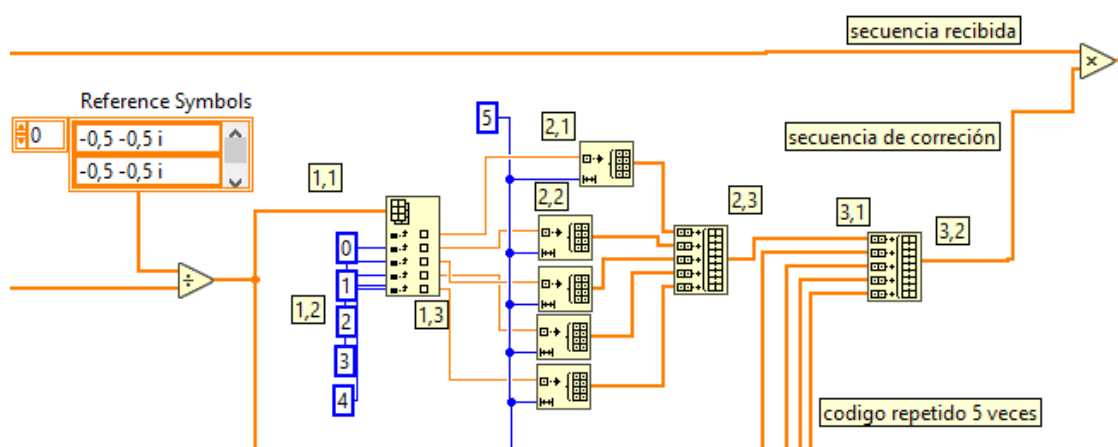 secuencia recibida
Reference Symbols
0
-0,5 -0,5 i
-0,5 -0,5 i
5
2,1
secuencia de correción
1,1
2,2
2,3
3,1
3,2
0
1
1,2
1,3
2
3
4
codigo repetido 5 veces